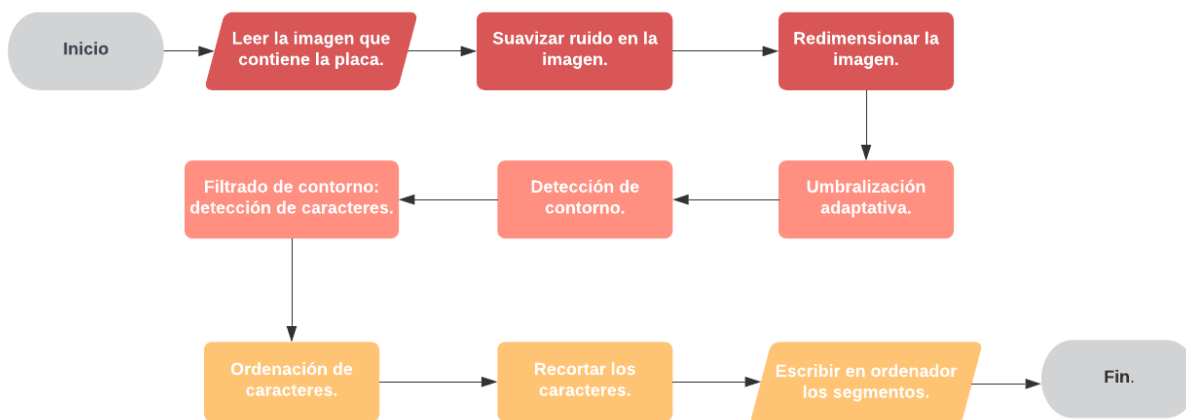 Inicio
Leer la imagen que
contiene la placa.
Suavizar ruido en la
imagen.
Redimensionar la
imagen.
Umbralización
adaptativa.
Detección de
contorno.
Filtrado de contorno:
detección de caracteres.
Ordenación de
caracteres.
Recortar los
caracteres.
Escribir en ordenador
los segmentos.
Fin.